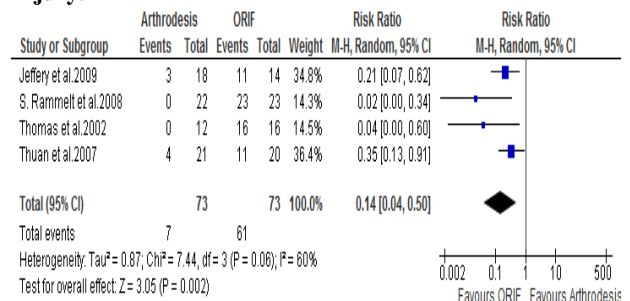 Arthrodesis ORIF Risk Ratio Risk Ratio
Study or Subgroup Events Total Events Total Weight M-H, Random, 95% CI M-H, Random, 95% CI
Jeffery et al.2009 3 18 11 14 34.8% 0.21 [0.07, 0.62]
S. Rammelt et al.2008 0 22 23 23 14.3% 0.02 [0.00, 0.34]
Thomas et al.2002 0 12 16 16 14.5% 0.04 [0.00, 0.60]
Thuan et al.2007 4 21 11 20 36.4% 0.35 [0.13, 0.91]
Total (95% CI) 73 73 100.0% 0.14 [0.04, 0.50]
Total events 7 61
Heterogeneity: Tau² = 0.87; Chi² = 7.44, df = 3 (P = 0.06); I² = 60%
Test for overall effect: Z = 3.05 (P = 0.002)
0.002 0.1 1 10 500
Favours ORIF Favours Arthrodesis